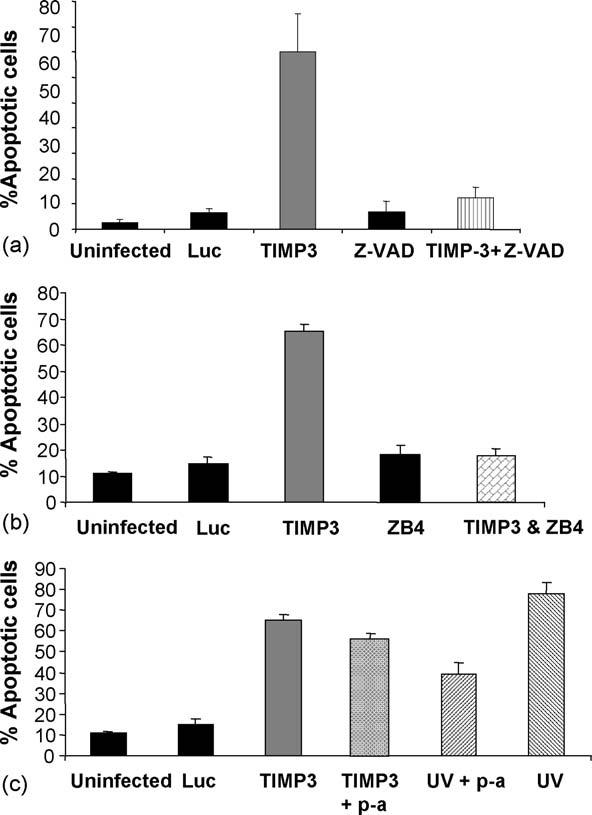 %Apoptotic cells
80
70
60
50
40
30
20
10
0
Uninfected Luc TIMP3 Z-VAD TIMP-3+Z-VAD
(a)
% Apoptotic cells
80
70
60
50
40
30
20
10
0
Uninfected Luc TIMP3 ZB4 TIMP3 & ZB4
(b)
% Apoptotic cells
90
80
70
60
50
40
30
20
10
0
Uninfected Luc TIMP3 TIMP3 UV + p-a UV
+ p-a
(c)